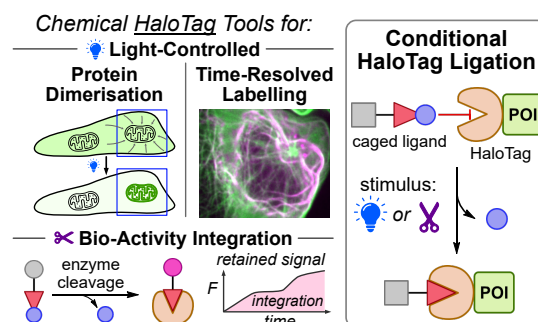 Chemical HaloTag Tools for:
Light-Controlled
Protein
Dimerisation
Time-Resolved
Labelling
Bio-Activity Integration
enzyme
cleavage
retained signal
F
integration
time
Conditional
HaloTag Ligation
POI
caged ligand
HaloTag
stimulus:
or
POI